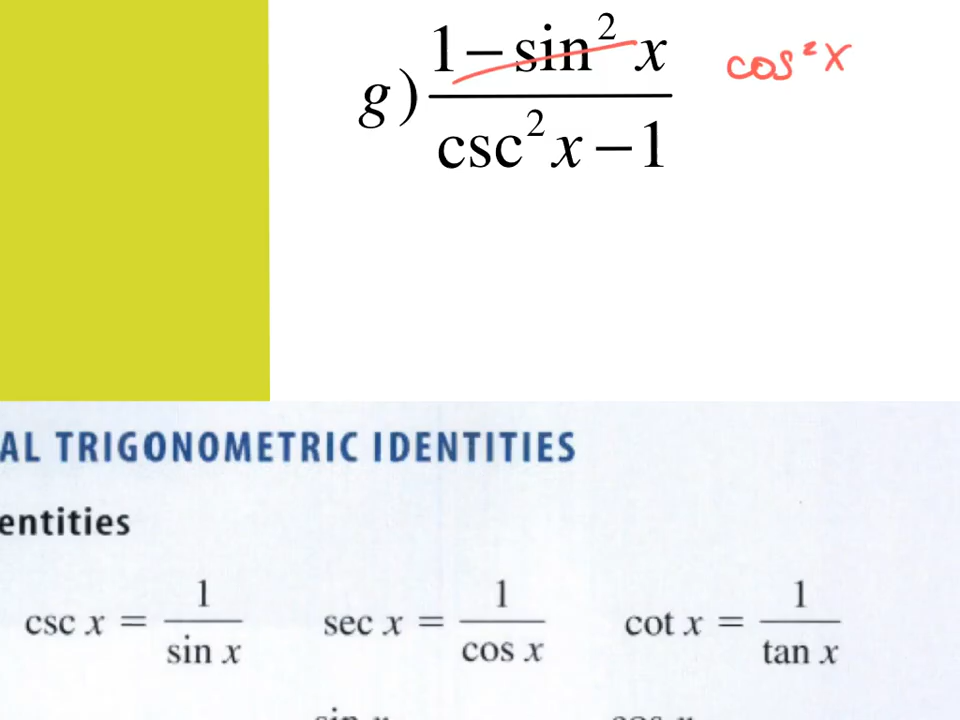 g) 1 − sin²x / csc²x − 1 cos²x
AL TRIGONOMETRIC IDENTITIES
entities
csc x = 1 / sin x sec x = 1 / cos x cot x = 1 / tan x